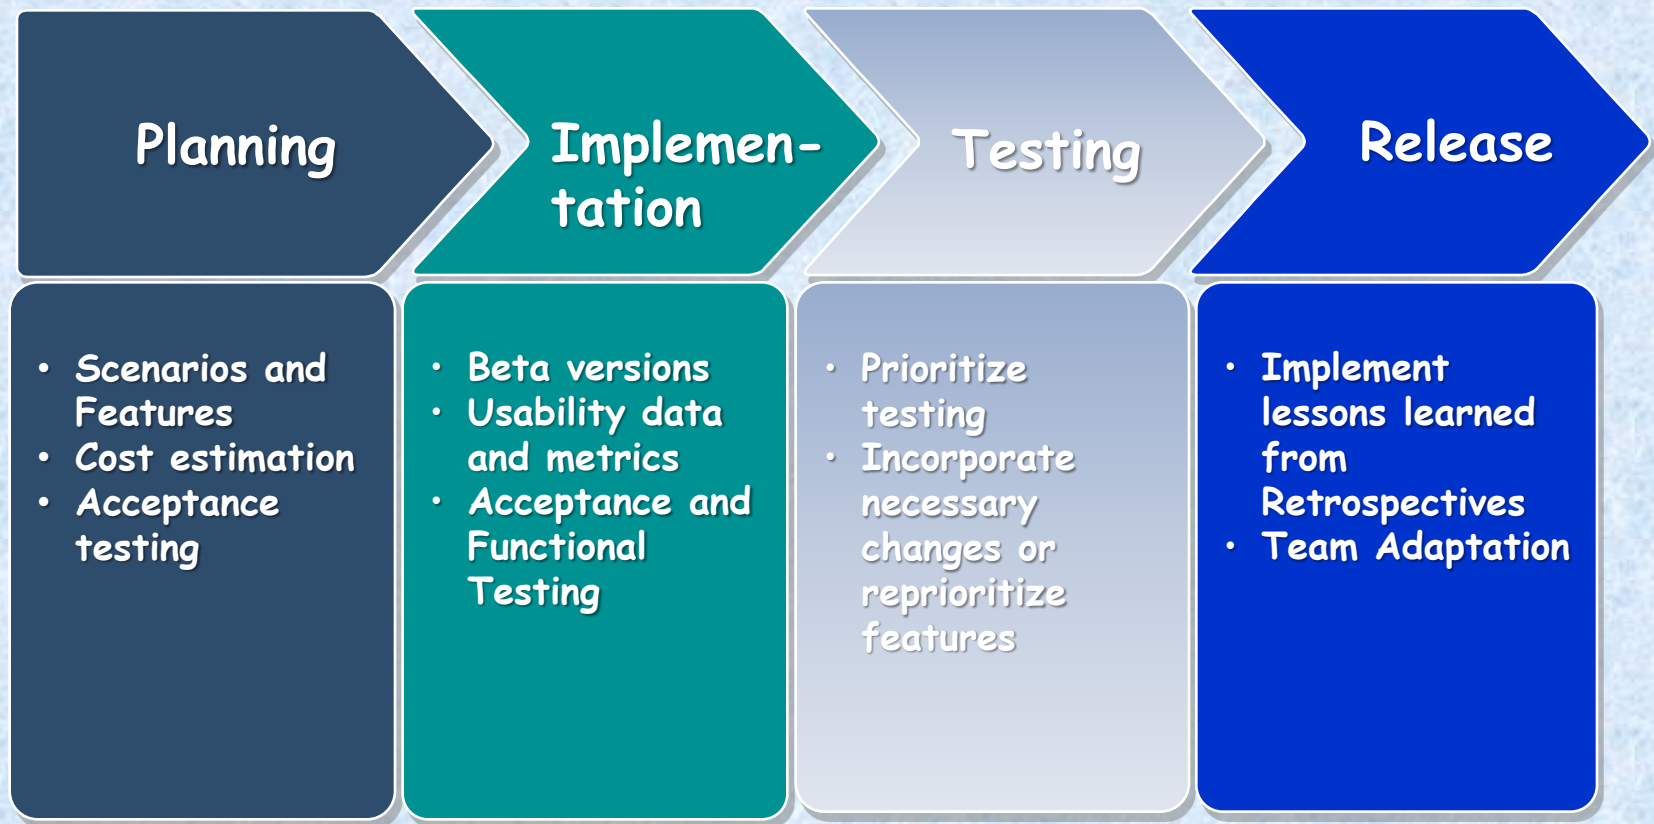 Planning
Implemen-
tation
Testing
Release
• Scenarios and
Features
• Cost estimation
• Acceptance
testing
• Beta versions
• Usability data
and metrics
• Acceptance and
Functional
Testing
• Prioritize
testing
• Incorporate
necessary
changes or
reprioritize
features
• Implement
lessons learned
from
Retrospectives
• Team Adaptation